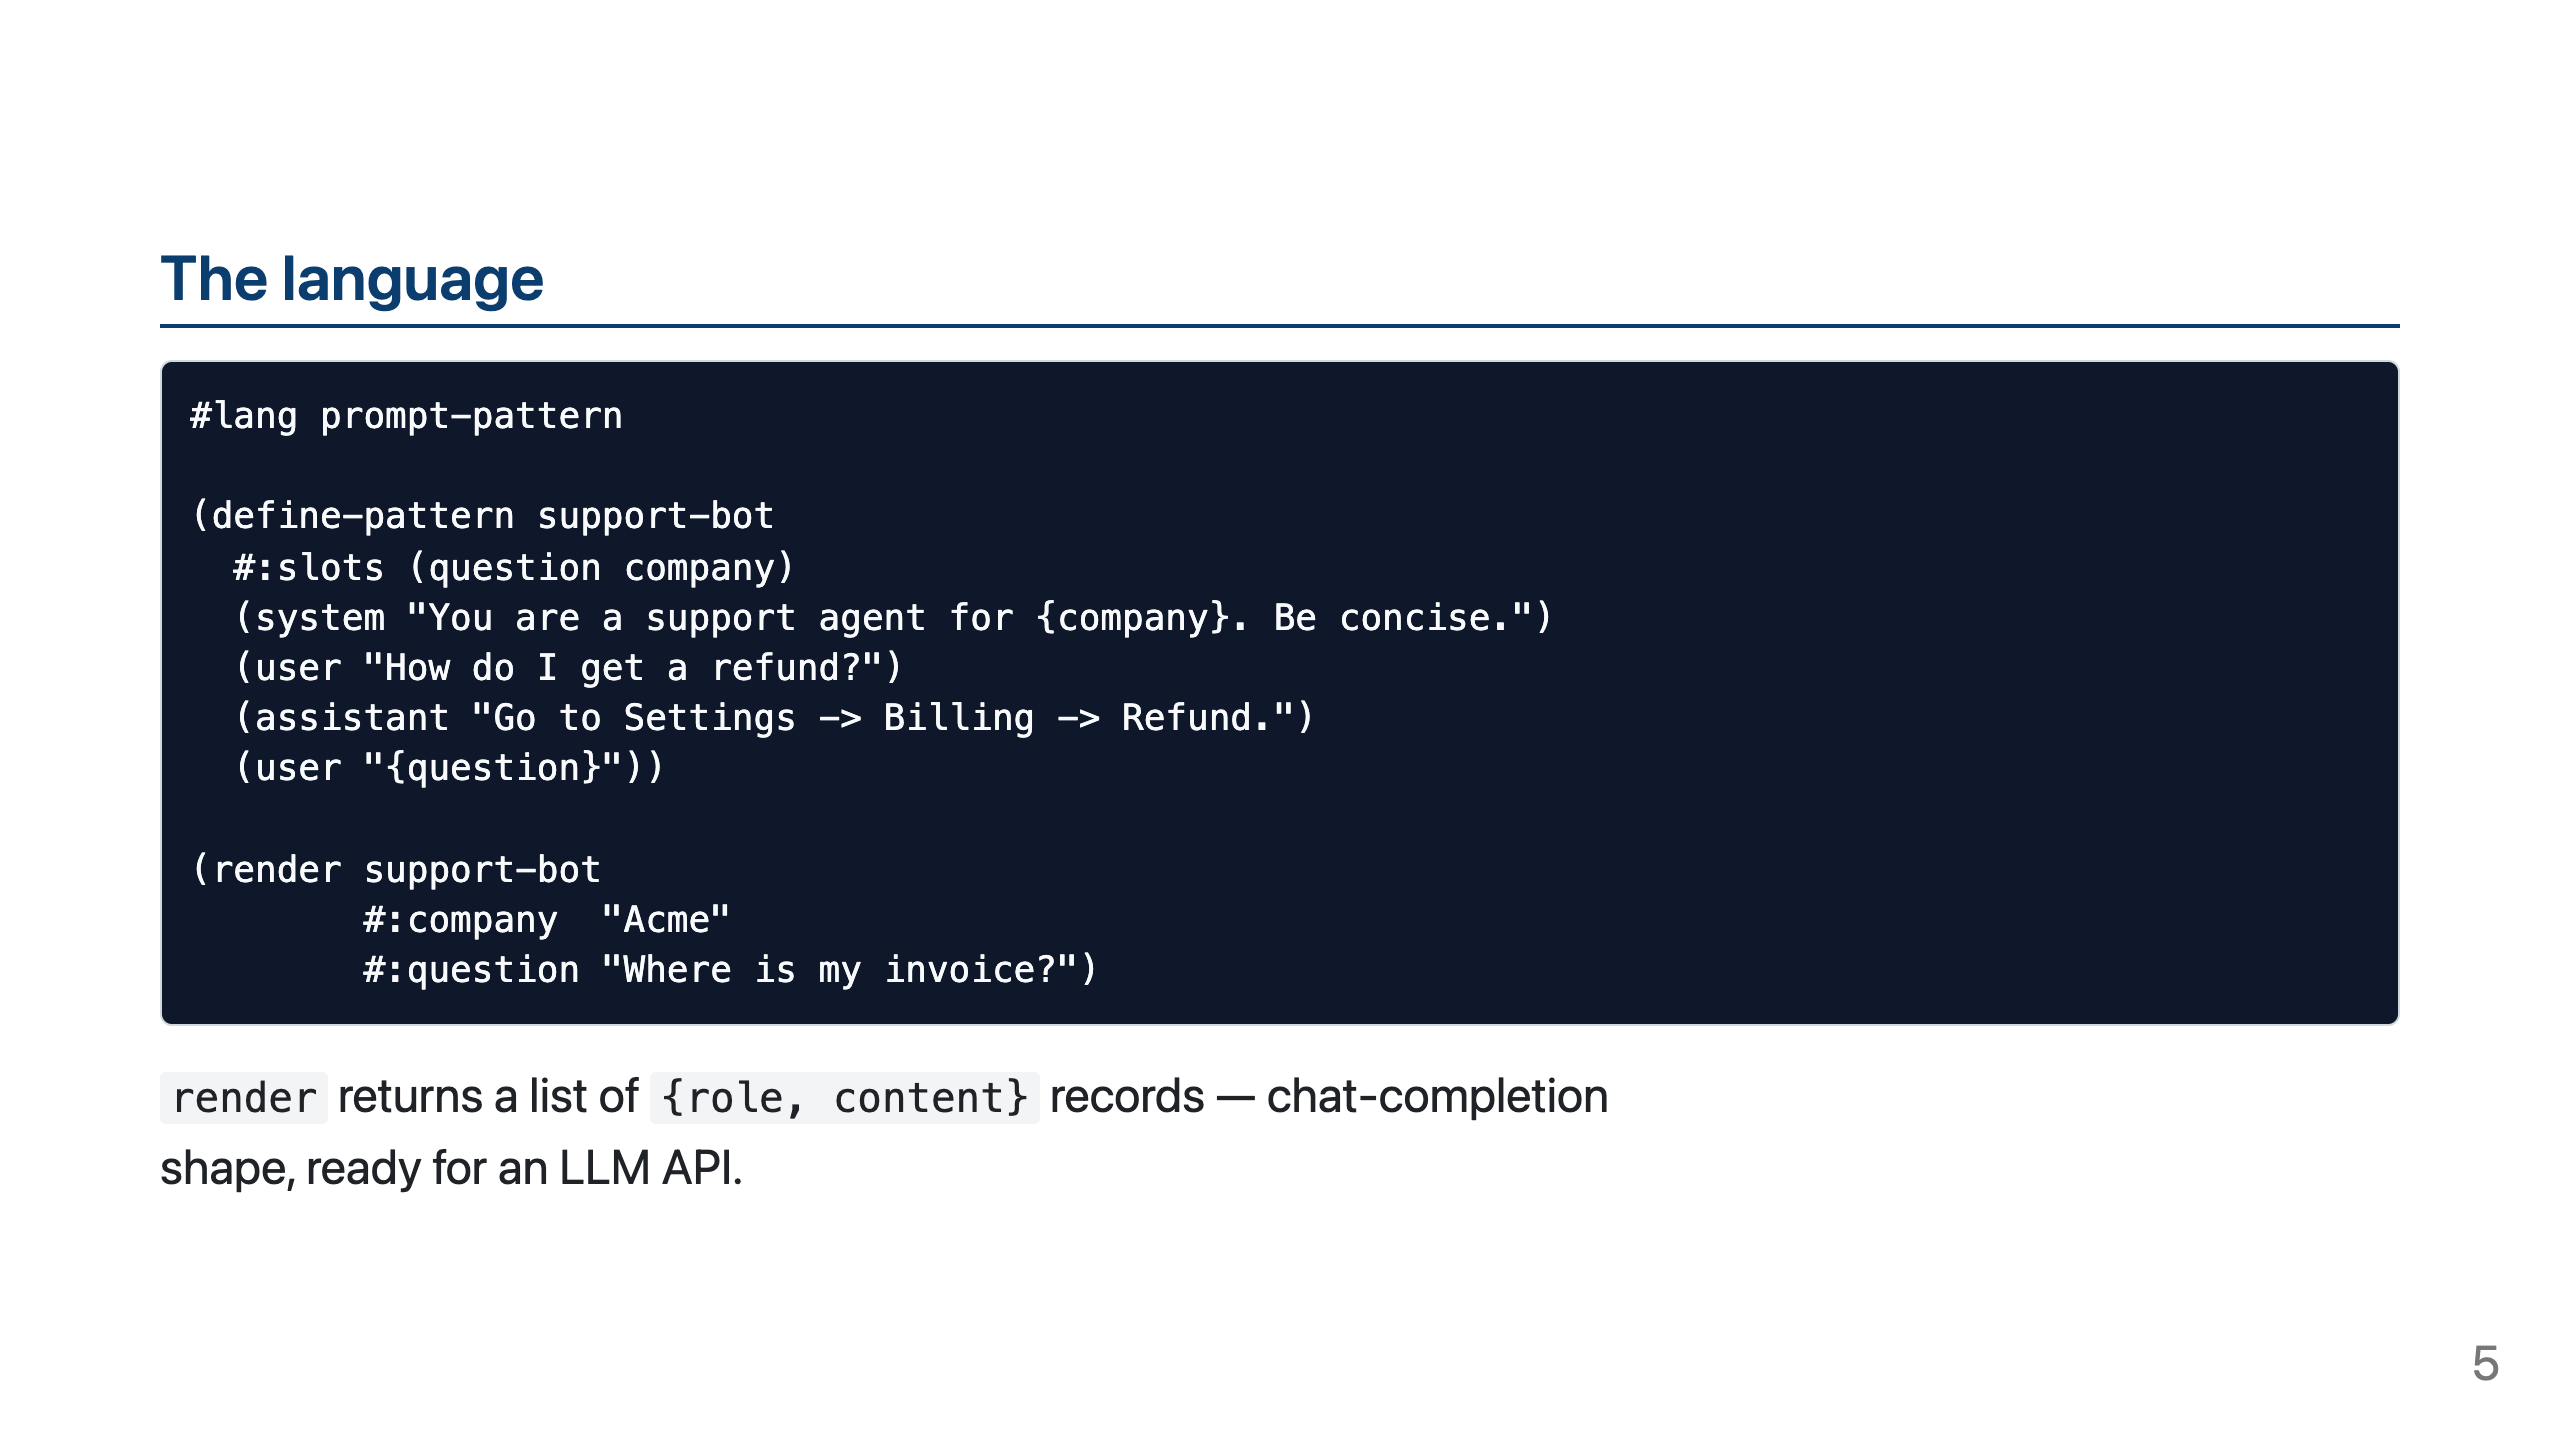 The language
#lang prompt-pattern
(define-pattern support-bot
  #:slots (question company)
  (system "You are a support agent for {company}. Be concise.")
  (user "How do I get a refund?")
  (assistant "Go to Settings -> Billing -> Refund.")
  (user "{question}"))
(render support-bot
        #:company  "Acme"
        #:question "Where is my invoice?")
render returns a list of {role, content} records — chat-completion
shape, ready for an LLM API.
5